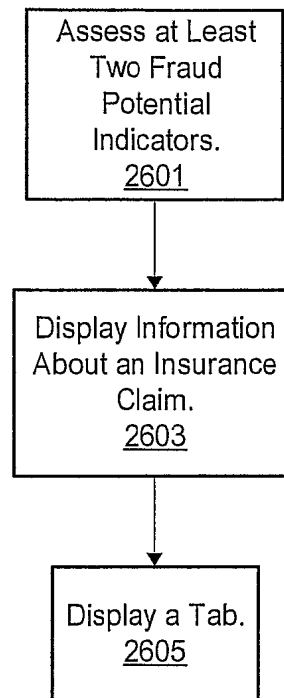 Assess at Least
Two Fraud
Potential
Indicators.
2601
Display Information
About an Insurance
Claim.
2603
Display a Tab.
2605